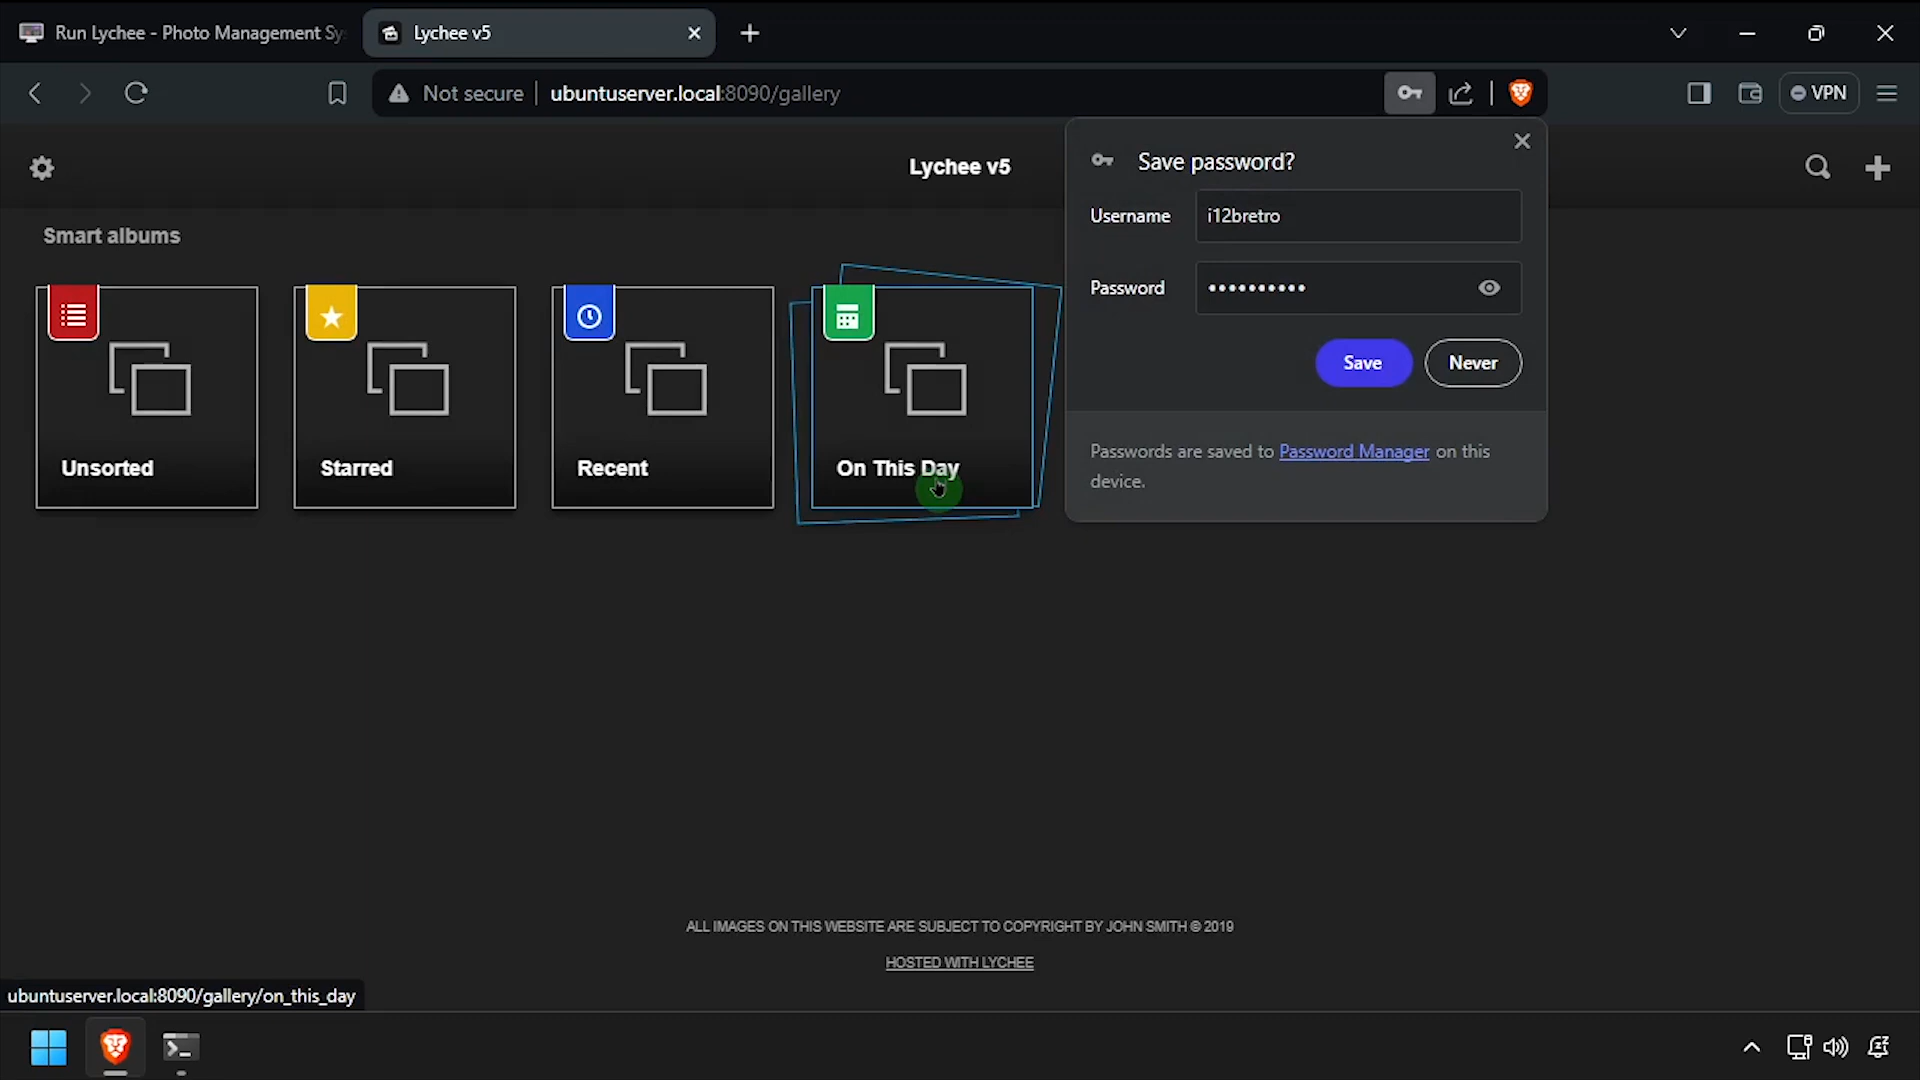 Run Lychee - Photo Management Sy
Lychee v5
Not secure
ubuntuserver.local:8090/gallery
VPN
Lychee v5
Save password?
Username
i12bretro
Password
••••••••••
Save
Never
Passwords are saved to Password Manager on this
device.
Smart albums
Unsorted
Starred
Recent
On This Day
ALL IMAGES ON THIS WEBSITE ARE SUBJECT TO COPYRIGHT BY JOHN SMITH © 2019
HOSTED WITH LYCHEE
ubuntuserver.local:8090/gallery/on_this_day